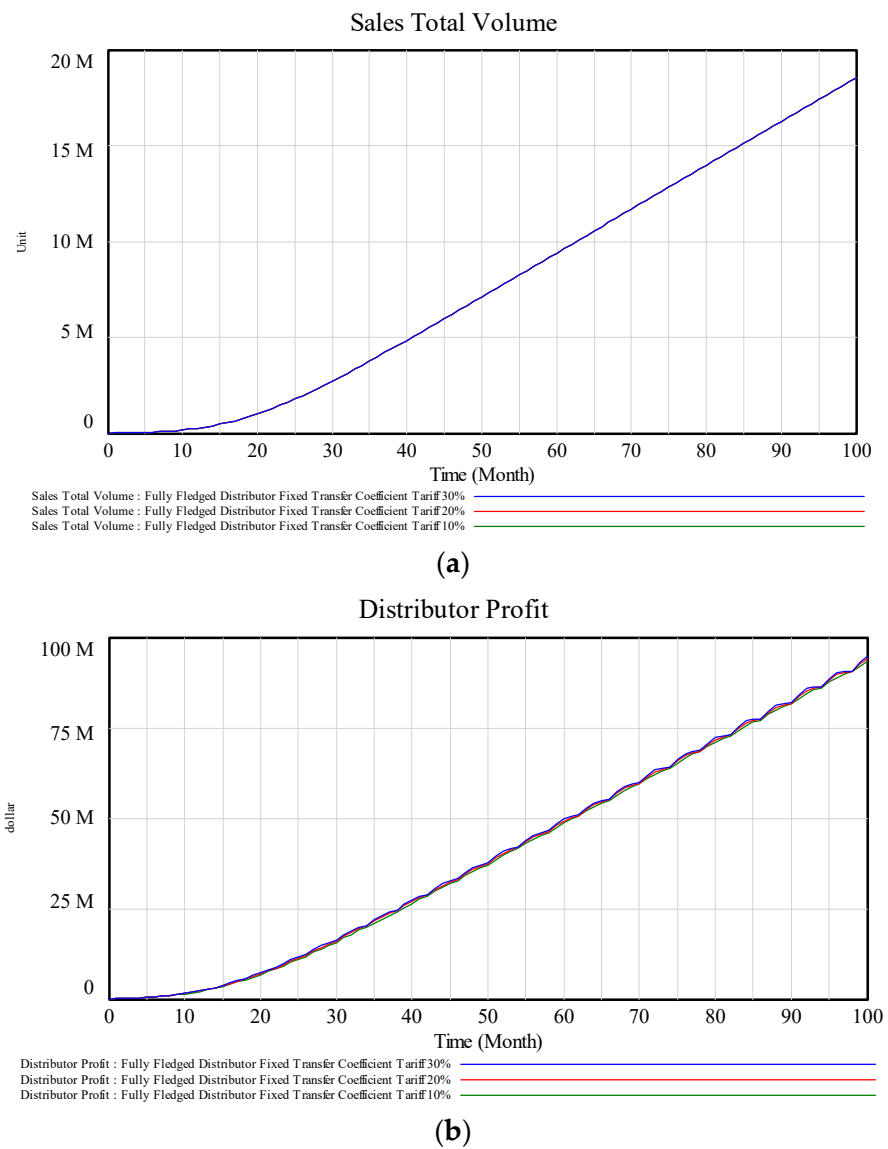 Sales Total Volume
20 M
15 M
10 M
5 M
0
Unit
0 10 20 30 40 50 60 70 80 90 100
Time (Month)
Sales Total Volume : Fully Fledged Distributor Fixed Transfer Coefficient Tariff 30%
Sales Total Volume : Fully Fledged Distributor Fixed Transfer Coefficient Tariff 20%
Sales Total Volume : Fully Fledged Distributor Fixed Transfer Coefficient Tariff 10%
(a)
Distributor Profit
100 M
75 M
50 M
25 M
0
dollar
0 10 20 30 40 50 60 70 80 90 100
Time (Month)
Distributor Profit : Fully Fledged Distributor Fixed Transfer Coefficient Tariff 30%
Distributor Profit : Fully Fledged Distributor Fixed Transfer Coefficient Tariff 20%
Distributor Profit : Fully Fledged Distributor Fixed Transfer Coefficient Tariff 10%
(b)